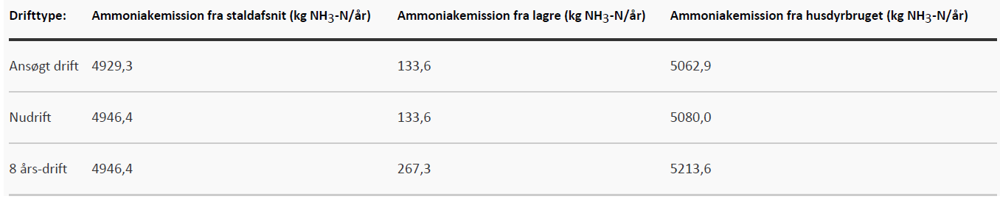 Drifttype: Ammoniakemission fra staldafsnit (kg NH3-N/år) Ammoniakemission fra lagre (kg NH3-N/år) Ammoniakemission fra husdyrbruget (kg NH3-N/år)
Ansøgt drift 4929,3 133,6 5062,9
Nudrift 4946,4 133,6 5080,0
8 års-drift 4946,4 267,3 5213,6